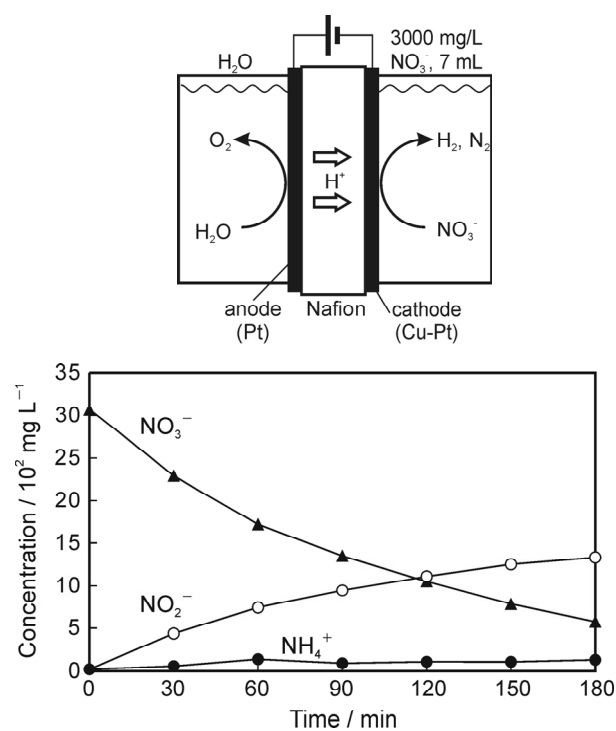 3000 mg/L
H₂O NO₃⁻, 7 mL
O₂ H₂, N₂
H⁺
H₂O NO₃⁻
anode Nafion cathode
(Pt) (Cu-Pt)
35
30
25
20
15
10
5
0
Concentration / 10² mg L⁻¹
NO₃⁻
NO₂⁻
NH₄⁺
0 30 60 90 120 150 180
Time / min